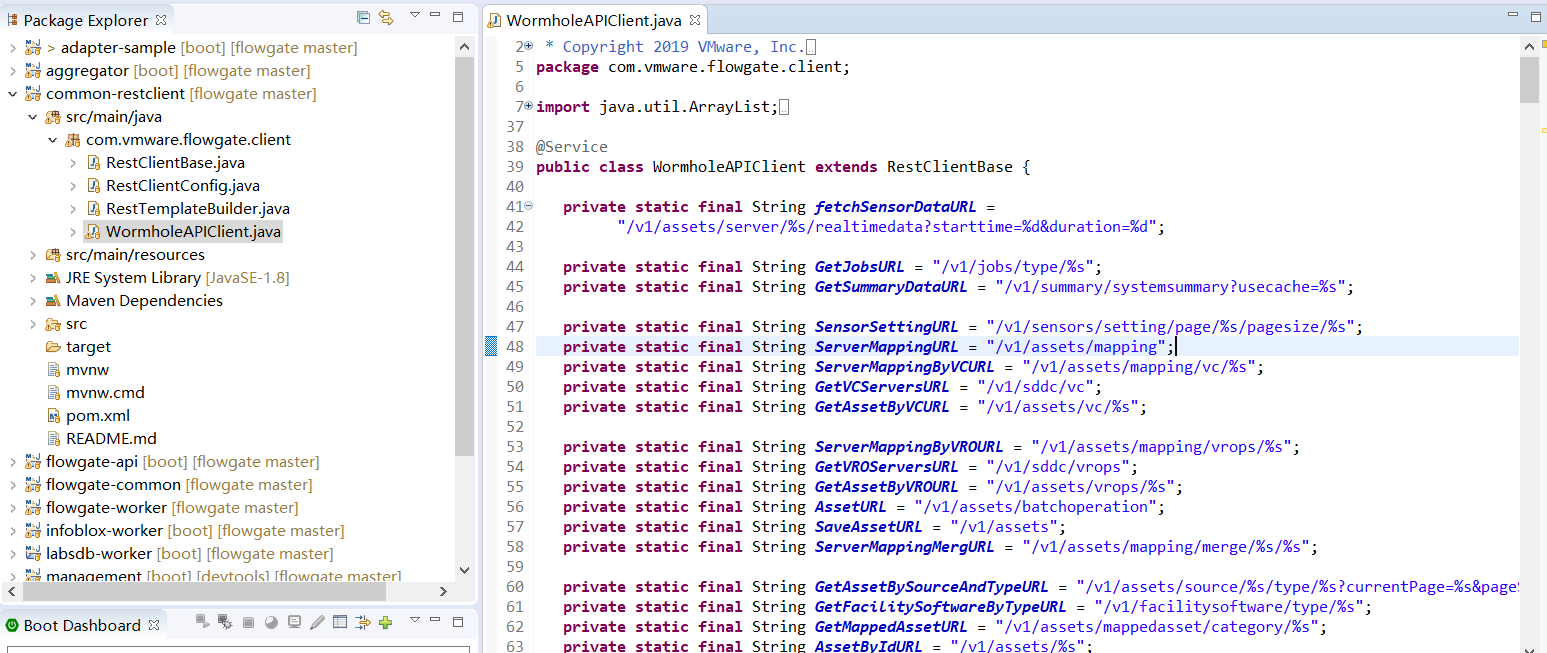 Package Explorer
> adapter-sample [boot] [flowgate master]
aggregator [boot] [flowgate master]
common-restclient [flowgate master]
src/main/java
com.vmware.flowgate.client
RestClientBase.java
RestClientConfig.java
RestTemplateBuilder.java
WormholeAPIClient.java
src/main/resources
JRE System Library [JavaSE-1.8]
Maven Dependencies
src
target
mvnw
mvnw.cmd
pom.xml
README.md
flowgate-api [boot] [flowgate master]
flowgate-common [flowgate master]
flowgate-worker [flowgate master]
infoblox-worker [boot] [flowgate master]
labsdb-worker [boot] [flowgate master]
management [boot] [devtools] [flowgate master]
Boot Dashboard
WormholeAPIClient.java
2 * Copyright 2019 VMware, Inc.
5 package com.vmware.flowgate.client;
6
7 import java.util.ArrayList;
37
38 @Service
39 public class WormholeAPIClient extends RestClientBase {
40
41 private static final String fetchSensorDataURL =
42 "/v1/assets/server/%s/realtimedata?starttime=%d&duration=%d";
43
44 private static final String GetJobsURL = "/v1/jobs/type/%s";
45 private static final String GetSummaryDataURL = "/v1/summary/systemsummary?usecache=%s";
46
47 private static final String SensorSettingURL = "/v1/sensors/setting/page/%s/pagesize/%s";
48 private static final String ServerMappingURL = "/v1/assets/mapping";
49 private static final String ServerMappingByVCURL = "/v1/assets/mapping/vc/%s";
50 private static final String GetVCServersURL = "/v1/sddc/vc";
51 private static final String GetAssetByVCURL = "/v1/assets/vc/%s";
52
53 private static final String ServerMappingByVROURL = "/v1/assets/mapping/vrops/%s";
54 private static final String GetVROServersURL = "/v1/sddc/vrops";
55 private static final String GetAssetByVROURL = "/v1/assets/vrops/%s";
56 private static final String AssetURL = "/v1/assets/batchoperation";
57 private static final String SaveAssetURL = "/v1/assets";
58 private static final String ServerMappingMergURL = "/v1/assets/mapping/merge/%s/%s";
59
60 private static final String GetAssetBySourceAndTypeURL = "/v1/assets/source/%s/type/%s?currentPage=%s&page
61 private static final String GetFacilitySoftwareByTypeURL = "/v1/facilitysoftware/type/%s";
62 private static final String GetMappedAssetURL = "/v1/assets/mappedasset/category/%s";
63 private static final String AssetByIdURL = "/v1/assets/%s";